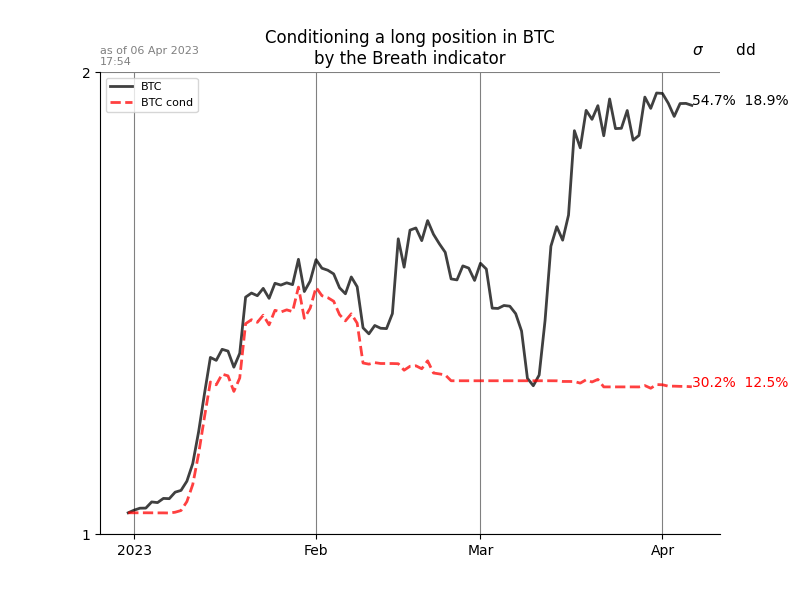 Conditioning a long position in BTC
by the Breath indicator
as of 06 Apr 2023
17:54
σ dd
BTC
BTC cond
54.7% 18.9%
30.2% 12.5%
2
1
2023 Feb Mar Apr